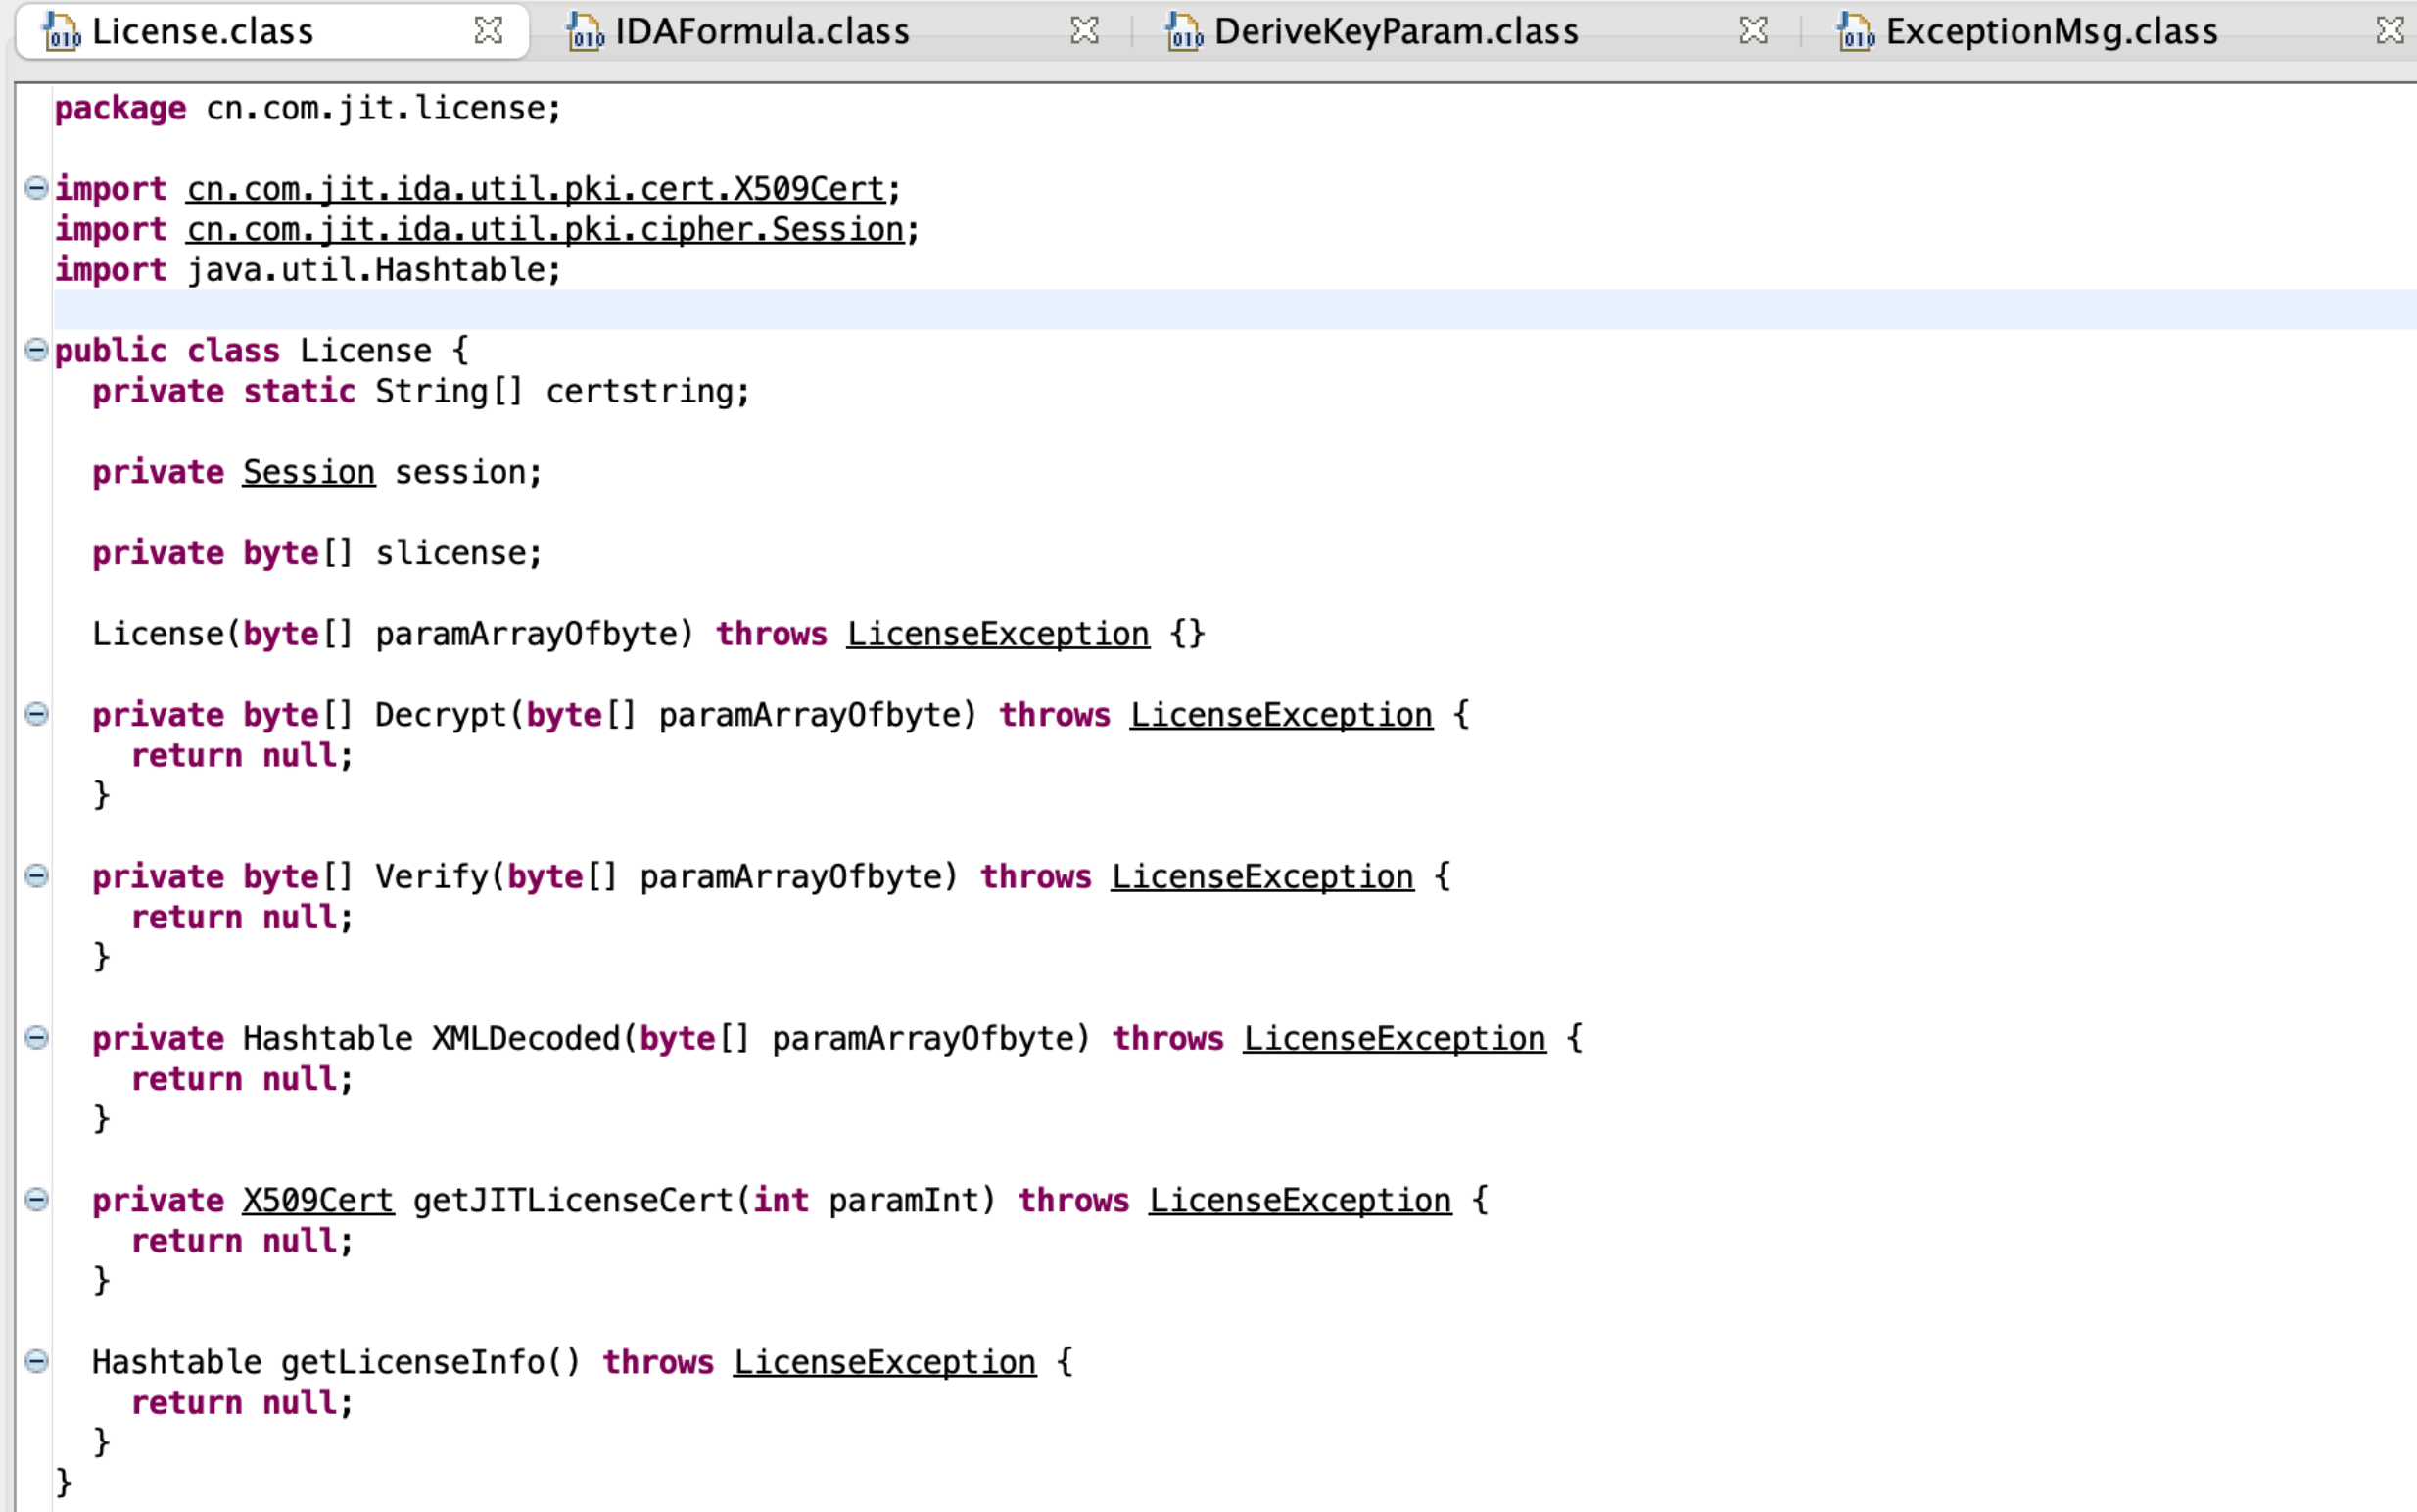 License.class IDAFormula.class DeriveKeyParam.class ExceptionMsg.class
package cn.com.jit.license;
import cn.com.jit.ida.util.pki.cert.X509Cert;
import cn.com.jit.ida.util.pki.cipher.Session;
import java.util.Hashtable;
public class License {
private static String[] certstring;
private Session session;
private byte[] slicense;
License(byte[] paramArrayOfbyte) throws LicenseException {}
private byte[] Decrypt(byte[] paramArrayOfbyte) throws LicenseException {
return null;
}
private byte[] Verify(byte[] paramArrayOfbyte) throws LicenseException {
return null;
}
private Hashtable XMLDecoded(byte[] paramArrayOfbyte) throws LicenseException {
return null;
}
private X509Cert getJITLicenseCert(int paramInt) throws LicenseException {
return null;
}
Hashtable getLicenseInfo() throws LicenseException {
return null;
}
}